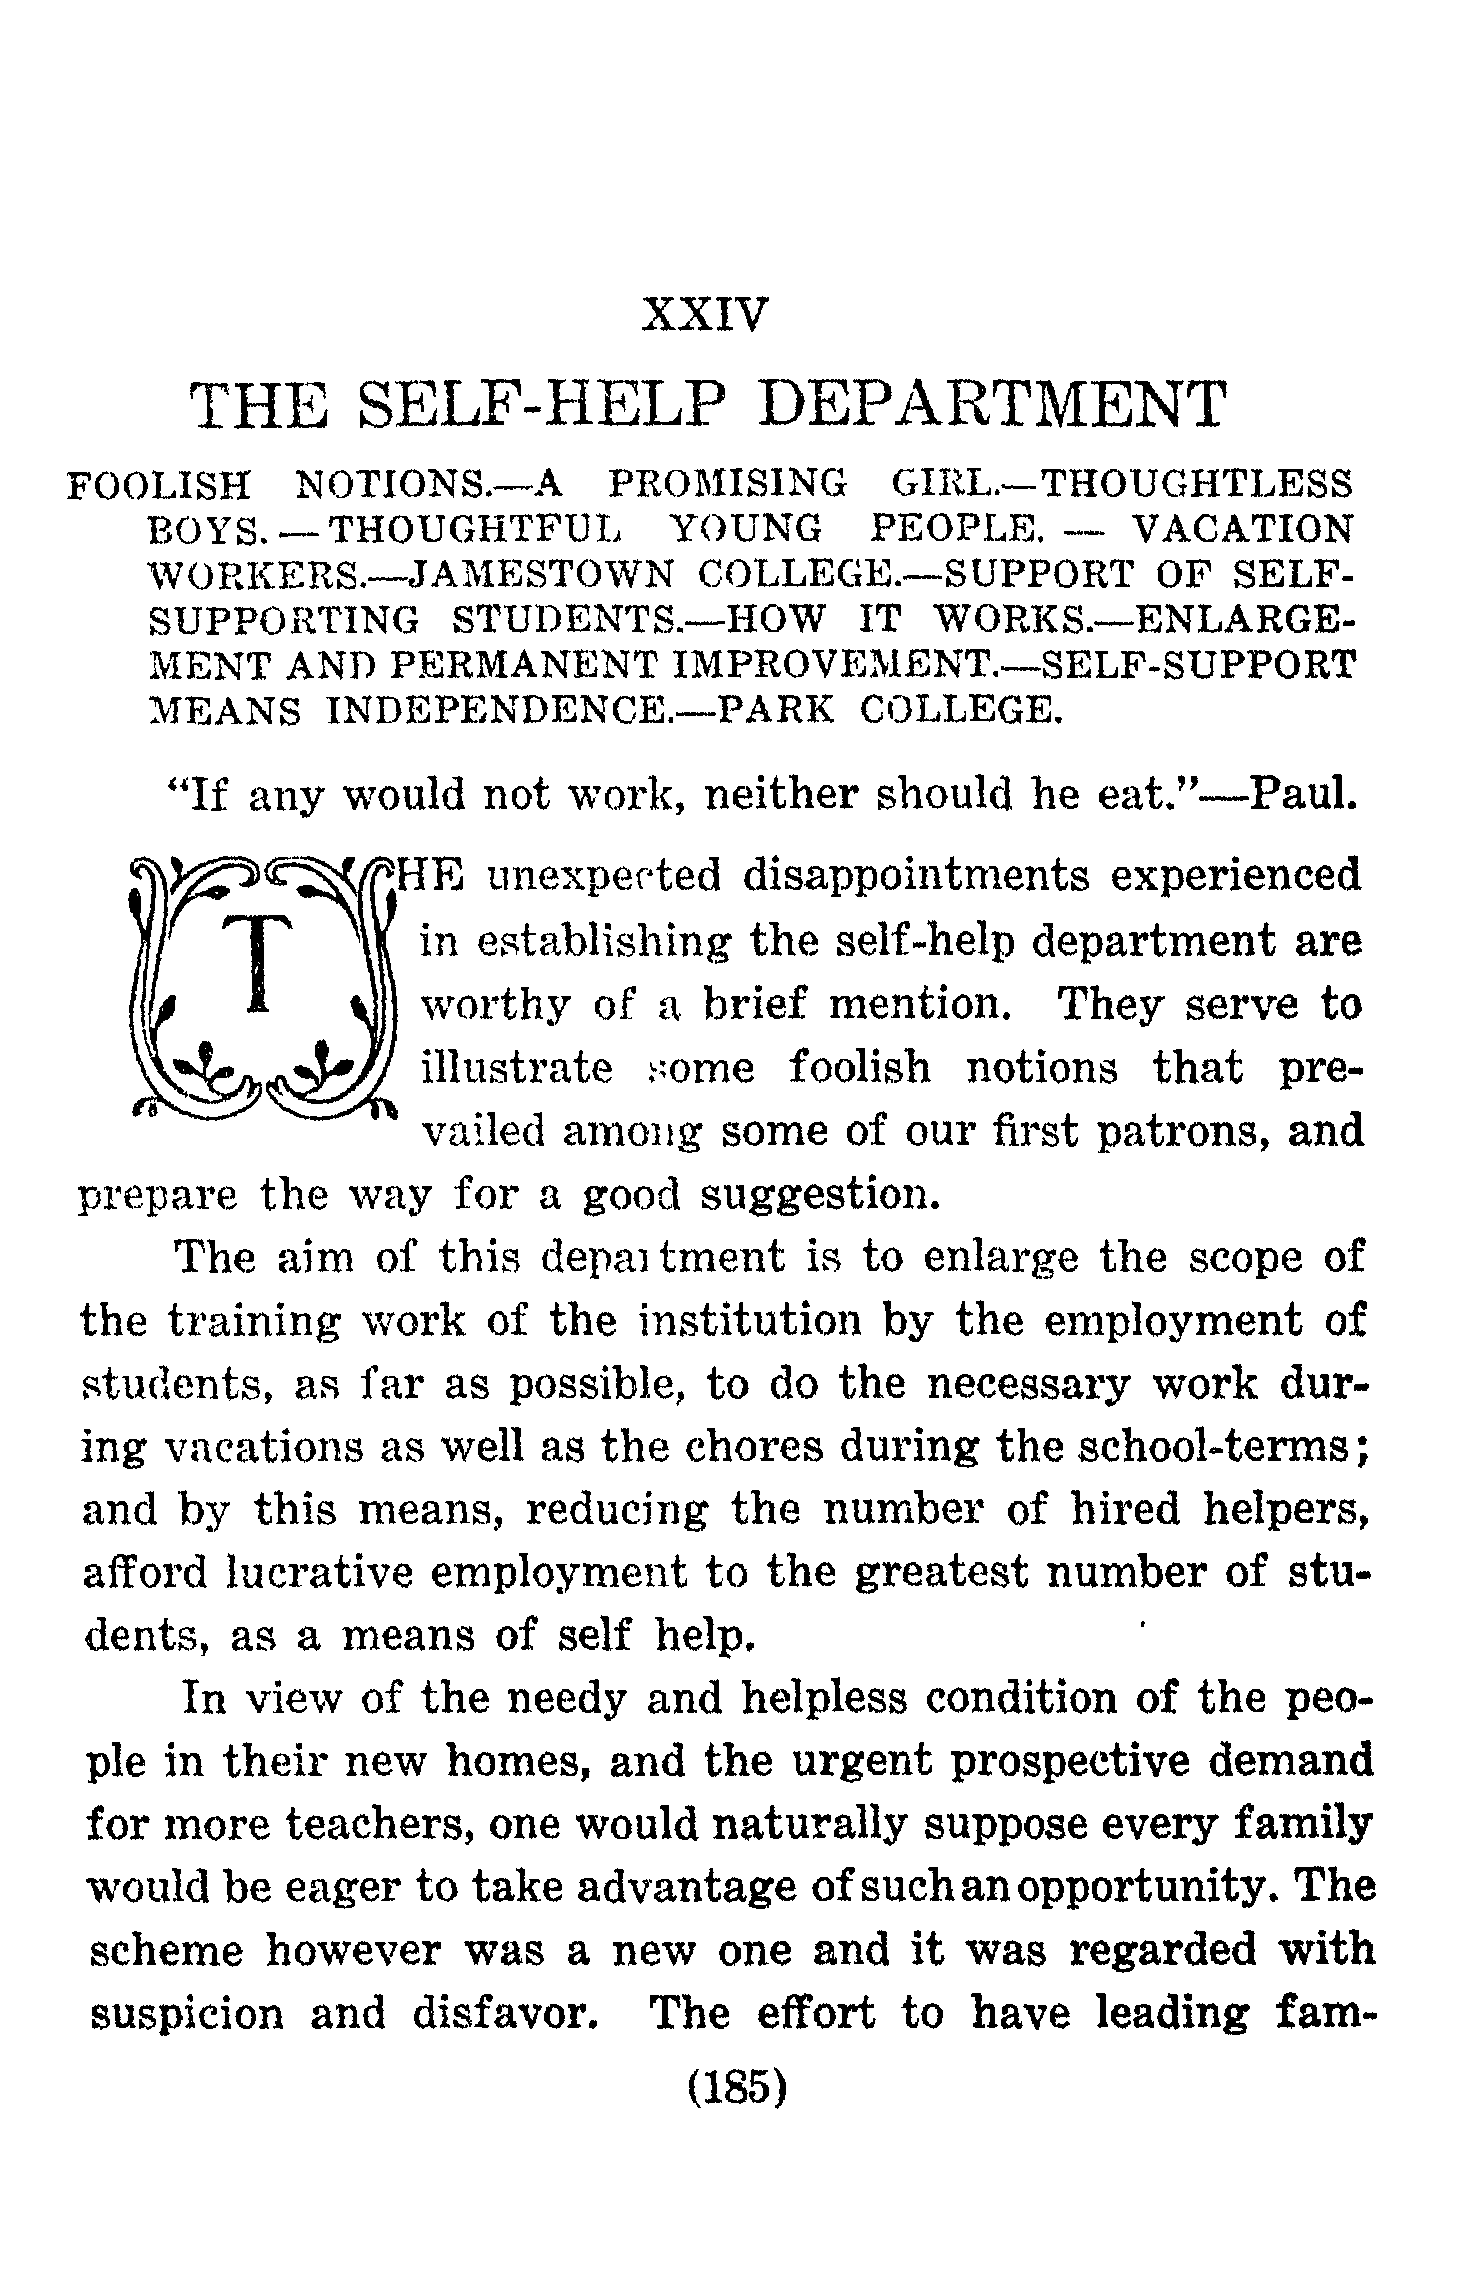 XXIV
THE SELF-HELP DEPARTMENT
FOOLISH NOTIONS.—A PROMISING GIRL.—THOUGHTLESS
BOYS.—THOUGHTFUL YOUNG PEOPLE.—VACATION
WORKERS.—JAMESTOWN COLLEGE.—SUPPORT OF SELF-
SUPPORTING STUDENTS.—HOW IT WORKS.—ENLARGE-
MENT AND PERMANENT IMPROVEMENT.—SELF-SUPPORT
MEANS INDEPENDENCE.—PARK COLLEGE.
“If any would not work, neither should he eat.”—Paul.
THE unexpected disappointments experienced
in establishing the self-help department are
worthy of a brief mention. They serve to
illustrate some foolish notions that pre-
vailed among some of our first patrons, and
prepare the way for a good suggestion.
The aim of this department is to enlarge the scope of
the training work of the institution by the employment of
students, as far as possible, to do the necessary work dur-
ing vacations as well as the chores during the school-terms;
and by this means, reducing the number of hired helpers,
afford lucrative employment to the greatest number of stu-
dents, as a means of self help.
In view of the needy and helpless condition of the peo-
ple in their new homes, and the urgent prospective demand
for more teachers, one would naturally suppose every family
would be eager to take advantage of such an opportunity. The
scheme however was a new one and it was regarded with
suspicion and disfavor. The effort to have leading fam-
(185)